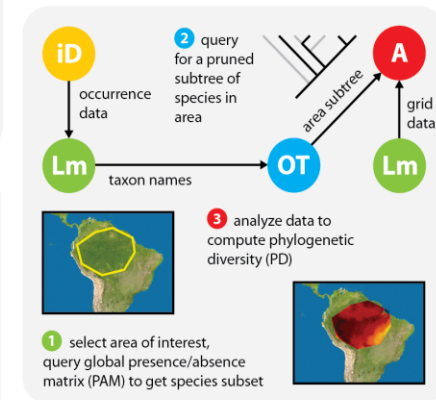 iD
2 query
for a pruned
subtree of
species in
area
A
occurrence
data
area subtree
grid
data
Lm
taxon names
OT
Lm
3 analyze data to
compute phylogenetic
diversity (PD)
1 select area of interest,
query global presence/absence
matrix (PAM) to get species subset